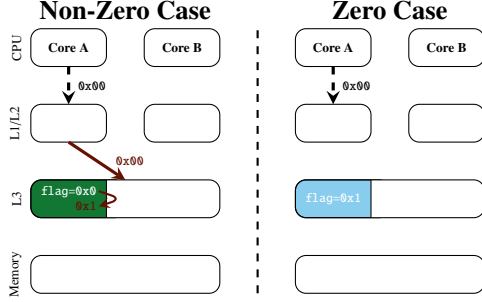 Non-Zero Case
Zero Case
CPU
Core A
Core B
Core A
Core B
0x00
0x00
L1/L2
0x00
L3
flag=0x0
0x1
flag=0x1
Memory